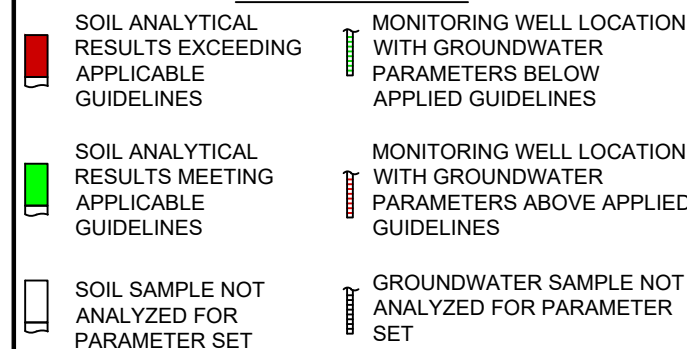 SOIL ANALYTICAL
RESULTS EXCEEDING
APPLICABLE
GUIDELINES
MONITORING WELL LOCATION
WITH GROUNDWATER
PARAMETERS BELOW
APPLIED GUIDELINES
SOIL ANALYTICAL
RESULTS MEETING
APPLICABLE
GUIDELINES
MONITORING WELL LOCATION
WITH GROUNDWATER
PARAMETERS ABOVE APPLIED
GUIDELINES
SOIL SAMPLE NOT
ANALYZED FOR
PARAMETER SET
GROUNDWATER SAMPLE NOT
ANALYZED FOR PARAMETER
SET